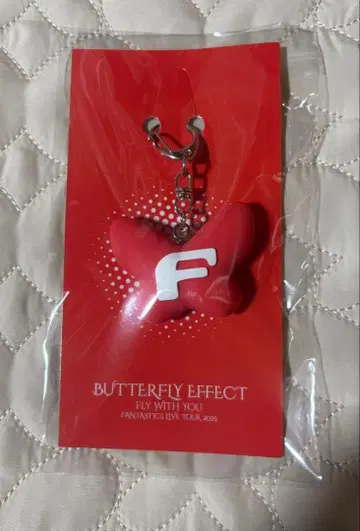 F
BUTTERFLY EFFECT
FLY WITH YOU
FANTASTICS LIVE TOUR 2025